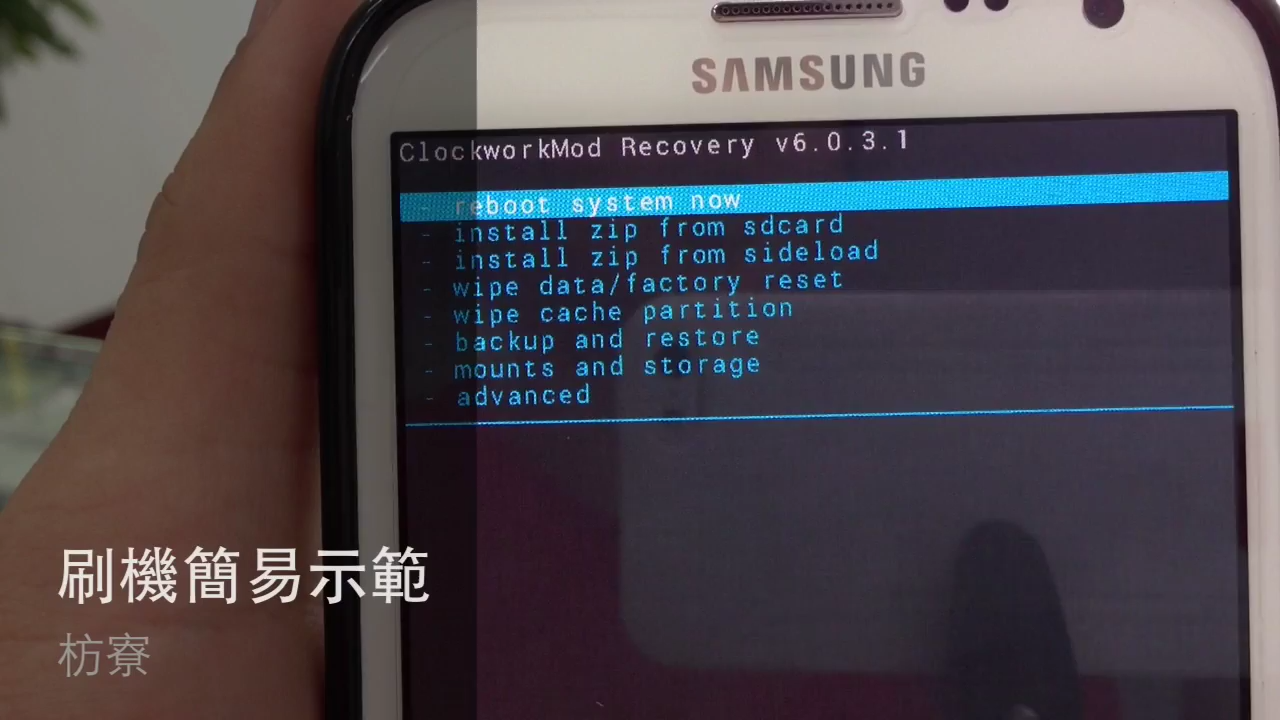 SAMSUNG
ClockworkMod Recovery v6.0.3.1
- reboot system now
- install zip from sdcard
- install zip from sideload
- wipe data/factory reset
- wipe cache partition
- backup and restore
- mounts and storage
- advanced
刷機簡易示範
枋寮